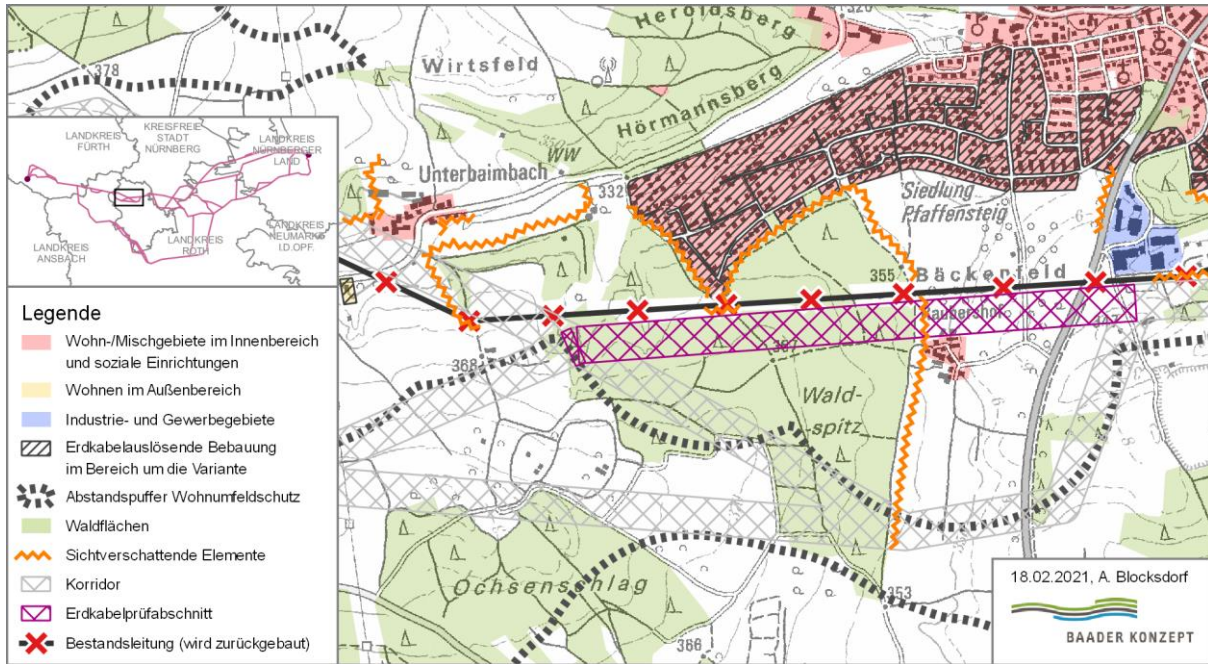 Heroldsberg
320
378
Wirtsfeld
Hörmannsberg
WW
LANDKREIS
FÜRTH
KREISFREIE
STADT
NÜRNBERG
LANDKREIS
NÜRNBERGER
LAND
LANDKREIS
ANSBACH
LANDKREIS
ROTH
LANDKREIS
NEUMARKT
I.D.OPF.
Unterbaimbach
332
Siedlung
Pfaffensteig
355
Bäckenfeld
368
Wald-
spitz
Ochsenschlag
353
366
Legende
Wohn-/Mischgebiete im Innenbereich
und soziale Einrichtungen
Wohnen im Außenbereich
Industrie- und Gewerbegebiete
Erdkabelauslösende Bebauung
im Bereich um die Variante
Abstandspuffer Wohnumfeldschutz
Waldflächen
Sichtverschattende Elemente
Korridor
Erdkabelprüfabschnitt
Bestandsleitung (wird zurückgebaut)
18.02.2021, A. Blocksdorf
BAADER KONZEPT